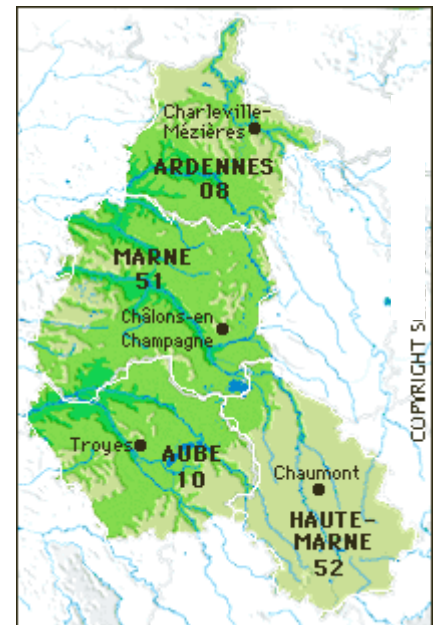 Charleville-
Mézières
ARDENNES
08
MARNE
51
Châlons-en
Champagne
Troyes
AUBE
10
Chaumont
HAUTE-
MARNE
52
COPYRIGHT